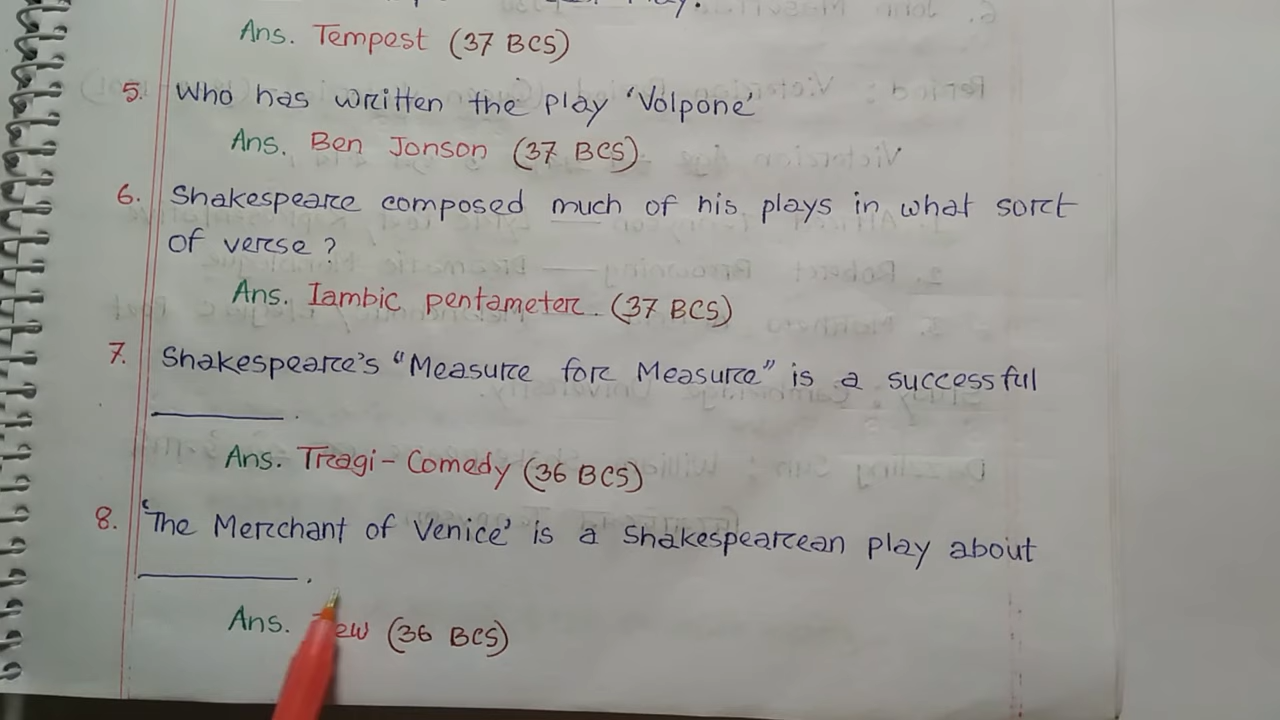 Play.
Ans. Tempest (37 BCS)
5. Who has written the play 'Volpone'
Ans. Ben Jonson (37 BCS)
6. Shakespeare composed much of his plays in what sort
of verse?
Ans. Iambic pentameter. (37 BCS)
7. Shakespeare's "Measure for Measure" is a successful
________ .
Ans. Tragi-Comedy (36 BCS)
8. 'The Merchant of Venice' is a Shakespearean play about
________ .
Ans. Jew (36 BCS)